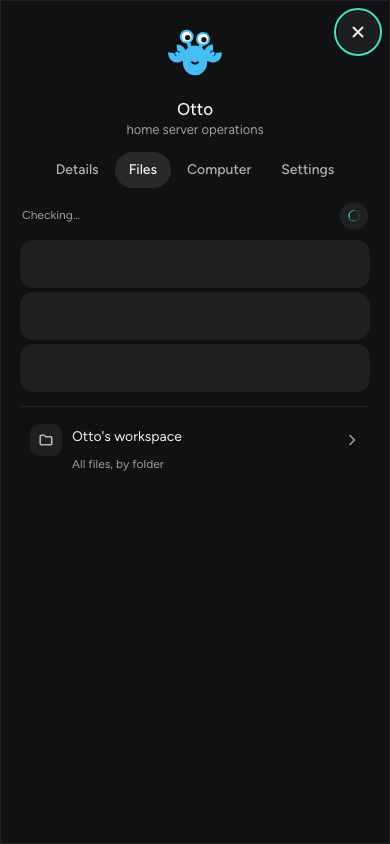 Otto
home server operations
Details Files Computer Settings
Checking...
Otto's workspace
All files, by folder